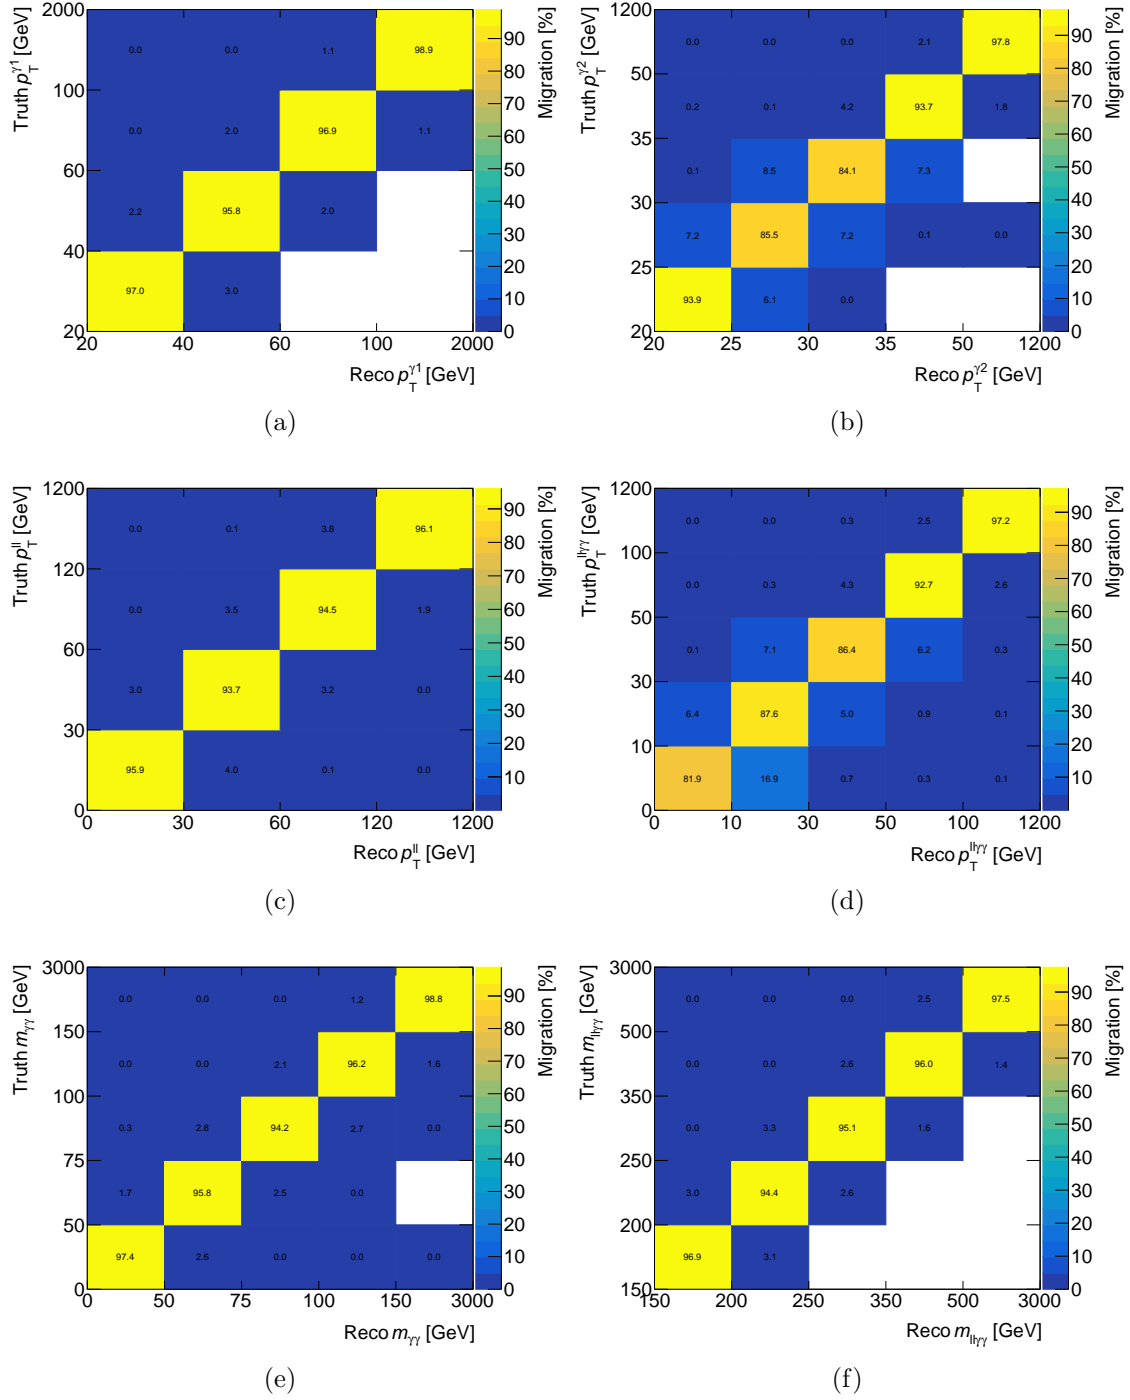 2000
Truth p_T^γ1 [GeV]
0.0 0.0 1.1 98.9
100
0.0 2.0 96.9 1.1
60
2.2 95.8 2.0
40
97.0 3.0
20
20 40 60 100 2000
Reco p_T^γ1 [GeV]
0 10 20 30 40 50 60 70 80 90
Migration [%]
(a)
1200
Truth p_T^γ2 [GeV]
0.0 0.0 0.0 2.1 97.8
50
0.2 0.1 4.2 93.7 1.8
35
0.1 8.5 84.1 7.3
30
7.2 85.5 7.2 0.1 0.0
25
93.9 6.1 0.0
20
20 25 30 35 50 1200
Reco p_T^γ2 [GeV]
0 10 20 30 40 50 60 70 80 90
Migration [%]
(b)
1200
Truth p_T^ll [GeV]
0.0 0.1 3.8 96.1
120
0.0 3.5 94.5 1.9
60
3.0 93.7 3.2 0.0
30
95.9 4.0 0.1 0.0
0
0 30 60 120 1200
Reco p_T^ll [GeV]
0 10 20 30 40 50 60 70 80 90
Migration [%]
(c)
1200
Truth p_T^llγγ [GeV]
0.0 0.0 0.3 2.5 97.2
100
0.0 0.3 4.3 92.7 2.6
50
0.1 7.1 86.4 6.2 0.3
30
6.4 87.6 5.0 0.9 0.1
10
81.9 16.9 0.7 0.3 0.1
0
0 10 30 50 100 1200
Reco p_T^llγγ [GeV]
0 10 20 30 40 50 60 70 80 90
Migration [%]
(d)
3000
Truth m_γγ [GeV]
0.0 0.0 0.0 1.2 98.8
150
0.0 0.0 2.1 96.2 1.6
100
0.3 2.8 94.2 2.7 0.0
75
1.7 95.8 2.5 0.0
50
97.4 2.6 0.0 0.0 0.0
0
0 50 75 100 150 3000
Reco m_γγ [GeV]
0 10 20 30 40 50 60 70 80 90
Migration [%]
(e)
3000
Truth m_llγγ [GeV]
0.0 0.0 0.0 2.5 97.5
500
0.0 0.0 2.6 96.0 1.4
350
0.0 3.3 95.1 1.6
250
3.0 94.4 2.6
200
96.9 3.1
150
150 200 250 350 500 3000
Reco m_llγγ [GeV]
0 10 20 30 40 50 60 70 80 90
Migration [%]
(f)